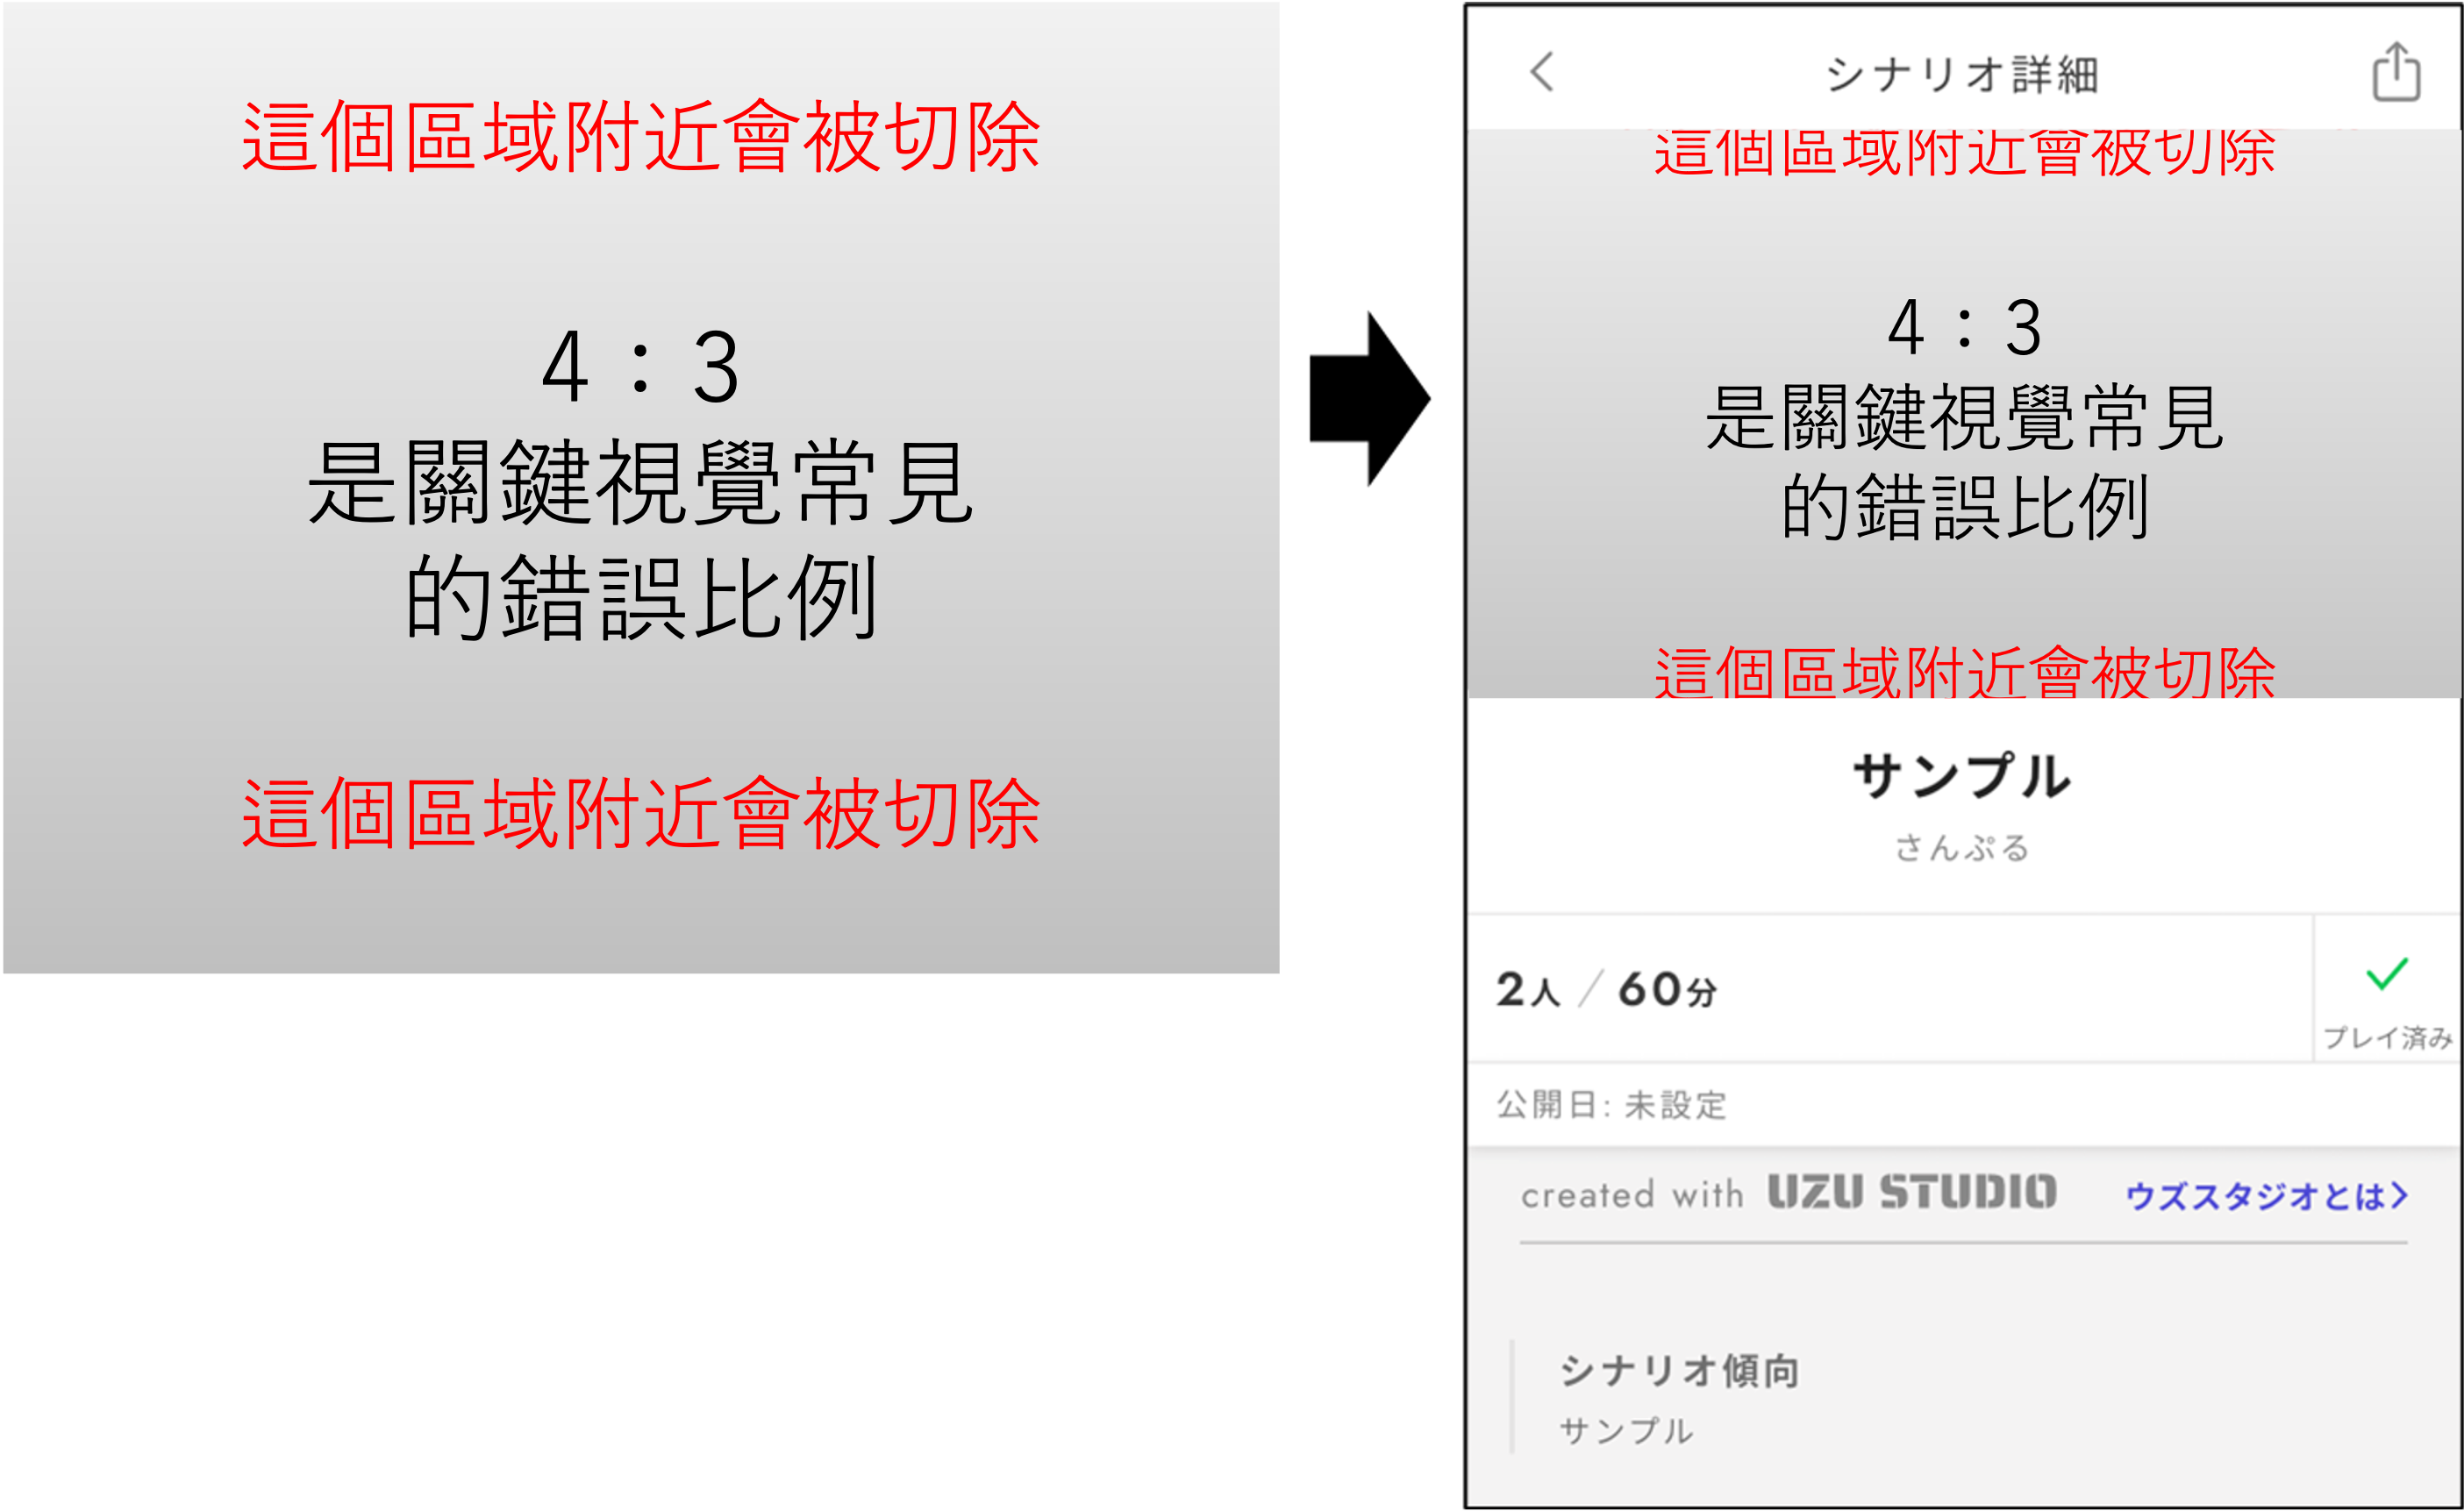 這個區域附近會被切除
4：3
是關鍵視覺常見
的錯誤比例
這個區域附近會被切除
シナリオ詳細
這個區域附近會被切除
4：3
是關鍵視覺常見
的錯誤比例
這個區域附近會被切除
サンプル
さんぷる
2人 / 60分
プレイ済み
公開日: 未設定
created with UZU STUDIO
ウズスタジオとは>
シナリオ傾向
サンプル